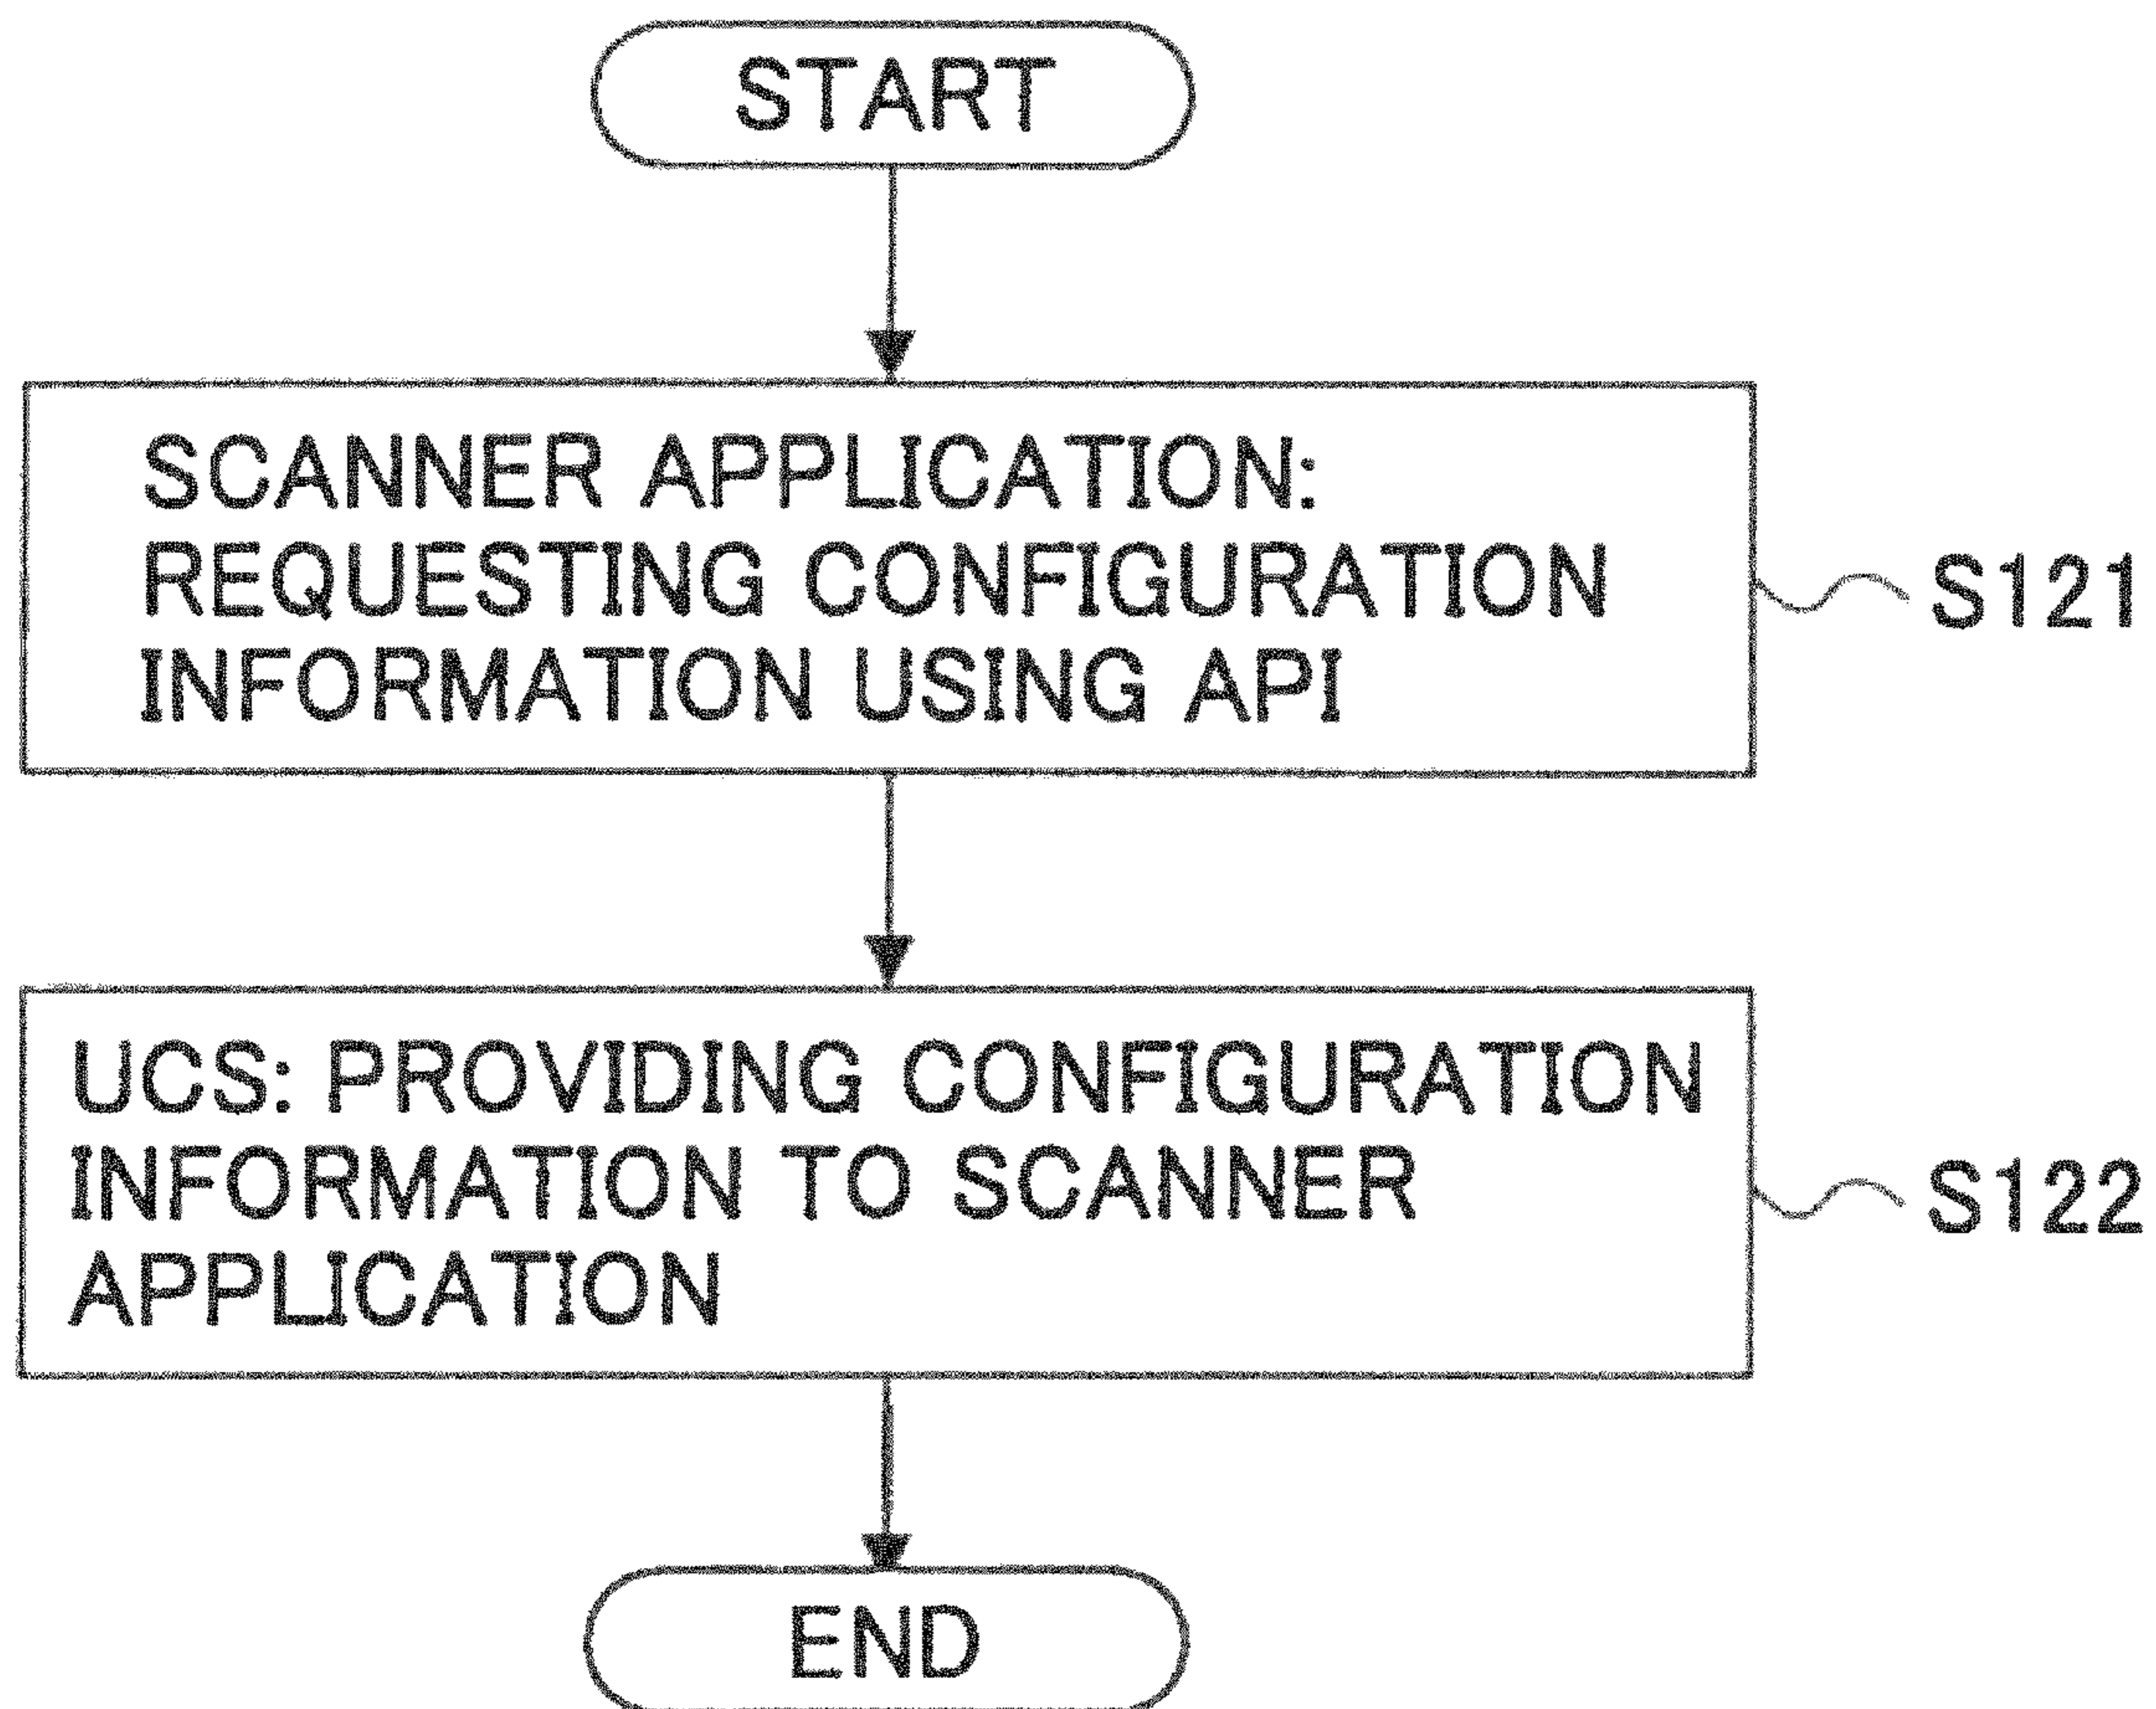 START
SCANNER APPLICATION:
REQUESTING CONFIGURATION
INFORMATION USING API
S121
UCS: PROVIDING CONFIGURATION
INFORMATION TO SCANNER
APPLICATION
S122
END